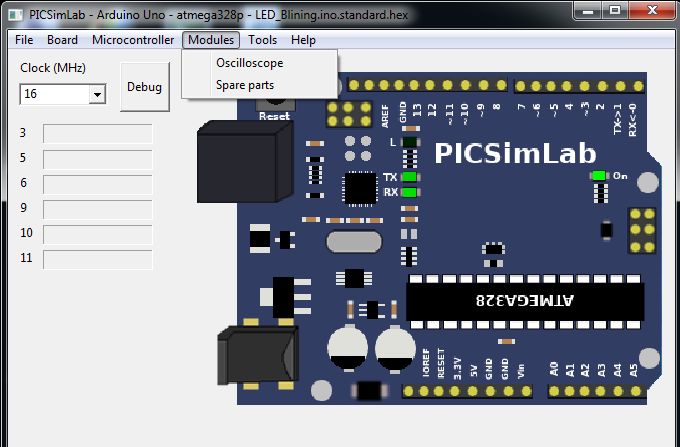 PICSimLab - Arduino Uno - atmega328p - LED_Blining.ino.standard.hex
File Board Microcontroller Modules Tools Help
Oscilloscope
Spare parts
Clock (MHz)
16
Debug
3
5
6
9
10
11
Reset
AREF
GND
13
12
~11
~10
~9
8
7
~6
~5
4
~3
2
TX->1
RX<-0
L
PICSimLab
TX
RX
On
ATMEGA328
IOREF
RESET
3.3V
5V
GND
GND
Vin
A0
A1
A2
A3
A4
A5